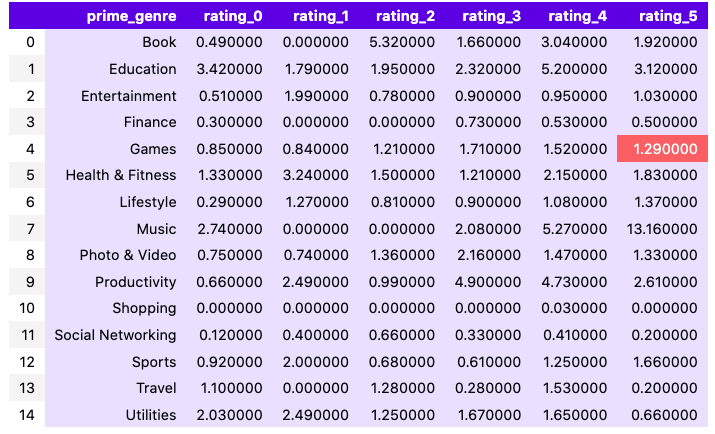 prime_genre rating_0 rating_1 rating_2 rating_3 rating_4 rating_5
0 Book 0.490000 0.000000 5.320000 1.660000 3.040000 1.920000
1 Education 3.420000 1.790000 1.950000 2.320000 5.200000 3.120000
2 Entertainment 0.510000 1.990000 0.780000 0.900000 0.950000 1.030000
3 Finance 0.300000 0.000000 0.000000 0.730000 0.530000 0.500000
4 Games 0.850000 0.840000 1.210000 1.710000 1.520000 1.290000
5 Health & Fitness 1.330000 3.240000 1.500000 1.210000 2.150000 1.830000
6 Lifestyle 0.290000 1.270000 0.810000 0.900000 1.080000 1.370000
7 Music 2.740000 0.000000 0.000000 2.080000 5.270000 13.160000
8 Photo & Video 0.750000 0.740000 1.360000 2.160000 1.470000 1.330000
9 Productivity 0.660000 2.490000 0.990000 4.900000 4.730000 2.610000
10 Shopping 0.000000 0.000000 0.000000 0.000000 0.030000 0.000000
11 Social Networking 0.120000 0.400000 0.660000 0.330000 0.410000 0.200000
12 Sports 0.920000 2.000000 0.680000 0.610000 1.250000 1.660000
13 Travel 1.100000 0.000000 1.280000 0.280000 1.530000 0.200000
14 Utilities 2.030000 2.490000 1.250000 1.670000 1.650000 0.660000